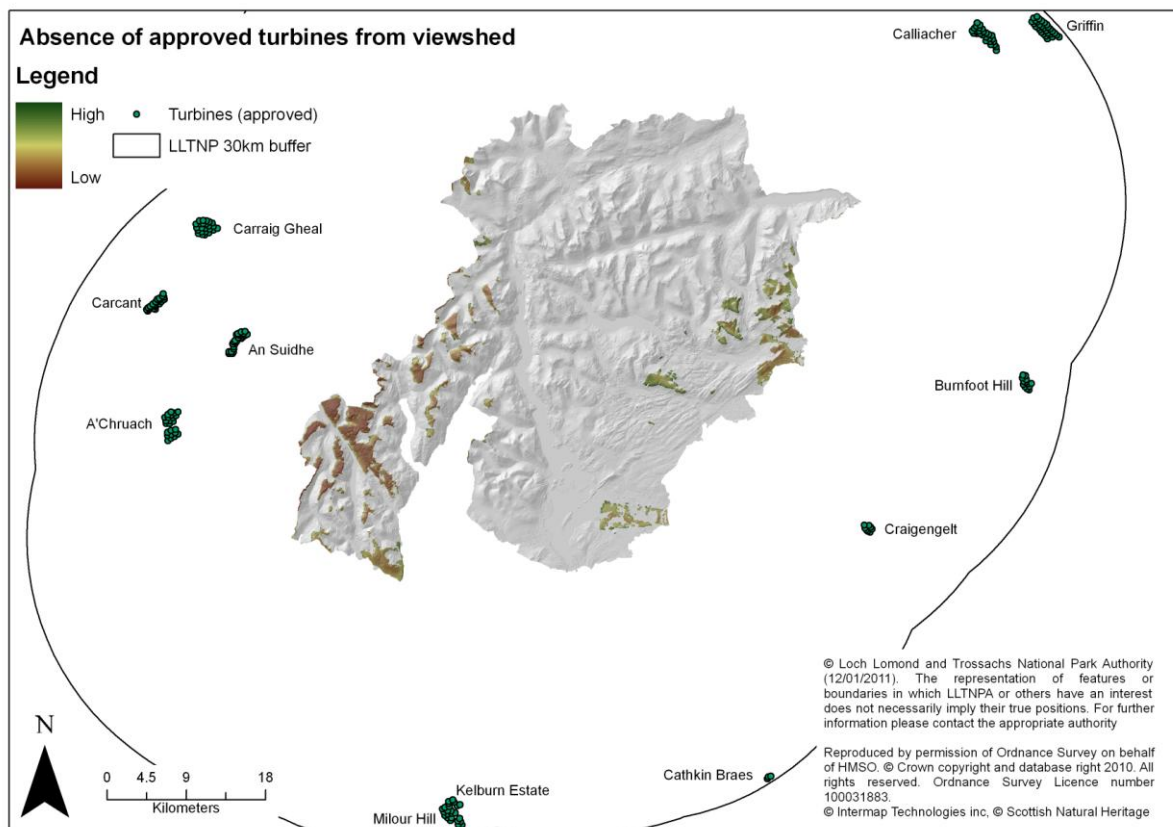 Absence of approved turbines from viewshed
Legend
High
Low
Turbines (approved)
LLTNP 30km buffer
Calliacher
Griffin
Carraig Gheal
Carcant
An Suidhe
A'Chruach
Burnfoot Hill
Craigengelt
Cathkin Braes
Kelburn Estate
Milour Hill
N
0 4.5 9 18
Kilometers
© Loch Lomond and Trossachs National Park Authority
(12/01/2011). The representation of features or
boundaries in which LLTNPA or others have an interest
does not necessarily imply their true positions. For further
information please contact the appropriate authority
Reproduced by permission of Ordnance Survey on behalf
of HMSO. © Crown copyright and database right 2010. All
rights reserved. Ordnance Survey Licence number
100031883.
© Intermap Technologies inc, © Scottish Natural Heritage